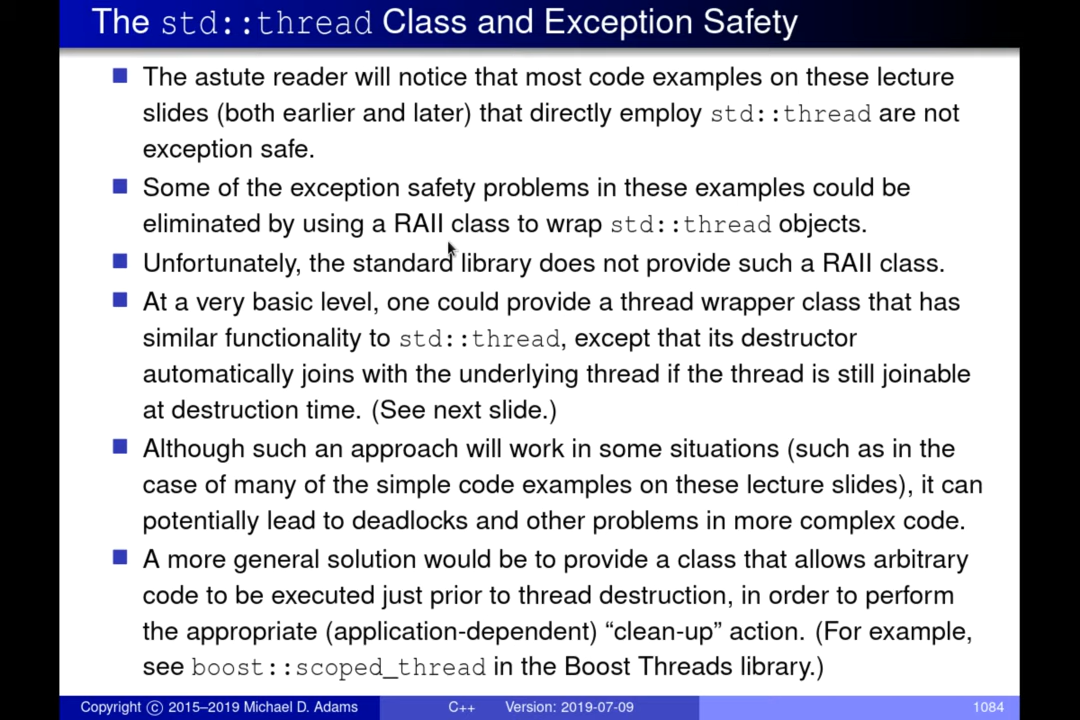 The std::thread Class and Exception Safety
The astute reader will notice that most code examples on these lecture
slides (both earlier and later) that directly employ std::thread are not
exception safe.
Some of the exception safety problems in these examples could be
eliminated by using a RAII class to wrap std::thread objects.
Unfortunately, the standard library does not provide such a RAII class.
At a very basic level, one could provide a thread wrapper class that has
similar functionality to std::thread, except that its destructor
automatically joins with the underlying thread if the thread is still joinable
at destruction time. (See next slide.)
Although such an approach will work in some situations (such as in the
case of many of the simple code examples on these lecture slides), it can
potentially lead to deadlocks and other problems in more complex code.
A more general solution would be to provide a class that allows arbitrary
code to be executed just prior to thread destruction, in order to perform
the appropriate (application-dependent) “clean-up” action. (For example,
see boost::scoped_thread in the Boost Threads library.)
Copyright © 2015–2019 Michael D. Adams C++ Version: 2019-07-09 1084